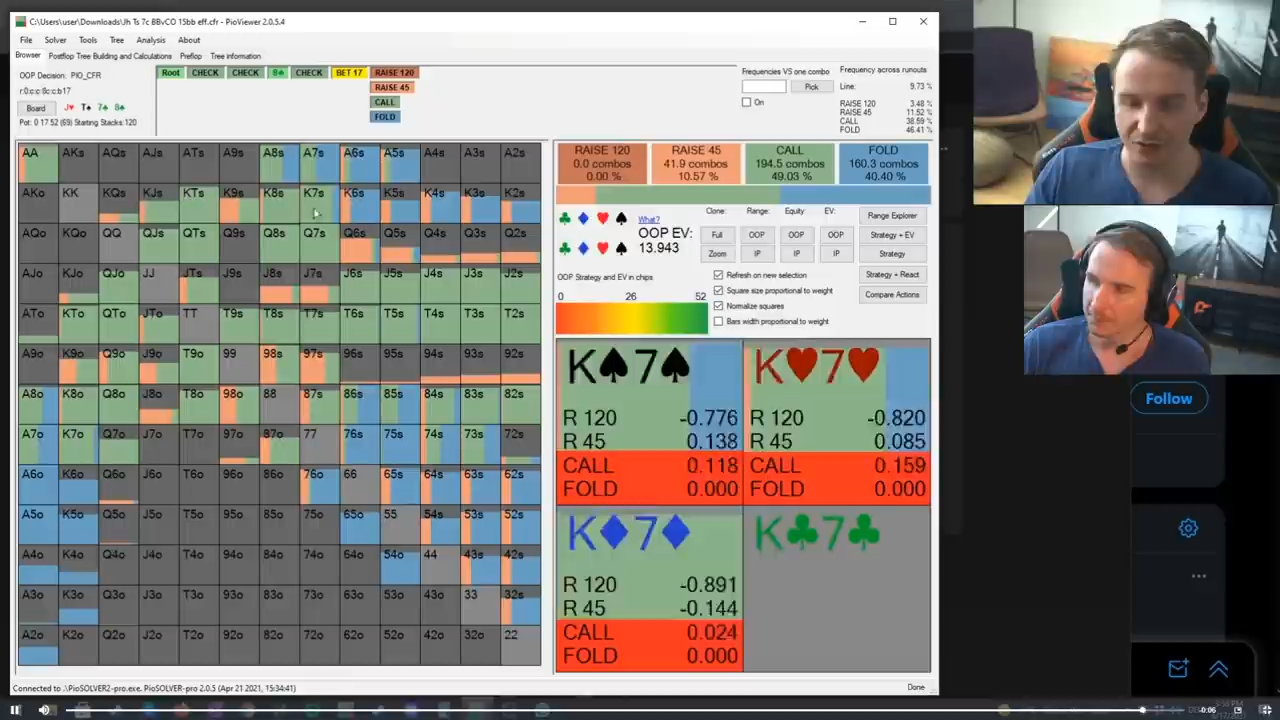 C:\Users\user\Downloads\Jh Ts 7c BBvCO 15bb eff.cfr - PioViewer 2.0.5.4
File Solver Tools Tree Analysis About
Browser Postflop Tree Building and Calculations Preflop Tree information
OOP Decision: PIO_CFR
r:0:c:c:8c:c:b17
Board J♥ T♠ 7♣ 8♣
Pot: 0 17 52 (69) Starting Stacks:120
Root CHECK CHECK 8♣ CHECK BET 17 RAISE 120
RAISE 45
CALL
FOLD
Frequencies VS one combo
Pick
On
Frequency across runouts
Line: 9.73 %
RAISE 120 3.48 %
RAISE 45 11.52 %
CALL 38.59 %
FOLD 46.41 %
AA AKs AQs AJs ATs A9s A8s A7s A6s A5s A4s A3s A2s
AKo KK KQs KJs KTs K9s K8s K7s K6s K5s K4s K3s K2s
AQo KQo QQ QJs QTs Q9s Q8s Q7s Q6s Q5s Q4s Q3s Q2s
AJo KJo QJo JJ JTs J9s J8s J7s J6s J5s J4s J3s J2s
ATo KTo QTo JTo TT T9s T8s T7s T6s T5s T4s T3s T2s
A9o K9o Q9o J9o T9o 99 98s 97s 96s 95s 94s 93s 92s
A8o K8o Q8o J8o T8o 98o 88 87s 86s 85s 84s 83s 82s
A7o K7o Q7o J7o T7o 97o 87o 77 76s 75s 74s 73s 72s
A6o K6o Q6o J6o T6o 96o 86o 76o 66 65s 64s 63s 62s
A5o K5o Q5o J5o T5o 95o 85o 75o 65o 55 54s 53s 52s
A4o K4o Q4o J4o T4o 94o 84o 74o 64o 54o 44 43s 42s
A3o K3o Q3o J3o T3o 93o 83o 73o 63o 53o 43o 33 32s
A2o K2o Q2o J2o T2o 92o 82o 72o 62o 52o 42o 32o 22
RAISE 120 RAISE 45 CALL FOLD
0.0 combos 41.9 combos 194.5 combos 160.3 combos
0.00 % 10.57 % 49.03 % 40.40 %
What?
OOP EV:
13.943
Clone: Range: Equity EV:
Full OOP OOP OOP
Zoom IP IP IP
Range Explorer
Strategy + EV
Strategy
Strategy + React
Compare Actions
OOP Strategy and EV in chips
0 26 52
Refresh on new selection
Square size proportional to weight
Normalize squares
Bars width proportional to weight
K♠7♠ K♥7♥
R 120 -0.776 R 120 -0.820
R 45 0.138 R 45 0.085
CALL 0.118 CALL 0.159
FOLD 0.000 FOLD 0.000
K♦7♦ K♣7♣
R 120 -0.891
R 45 -0.144
CALL 0.024
FOLD 0.000
Connected to .\PioSOLVER2-pro.exe. PioSOLVER-pro 2.0.5 (Apr 21 2021, 15:34:41)
Done
Follow
-0:06